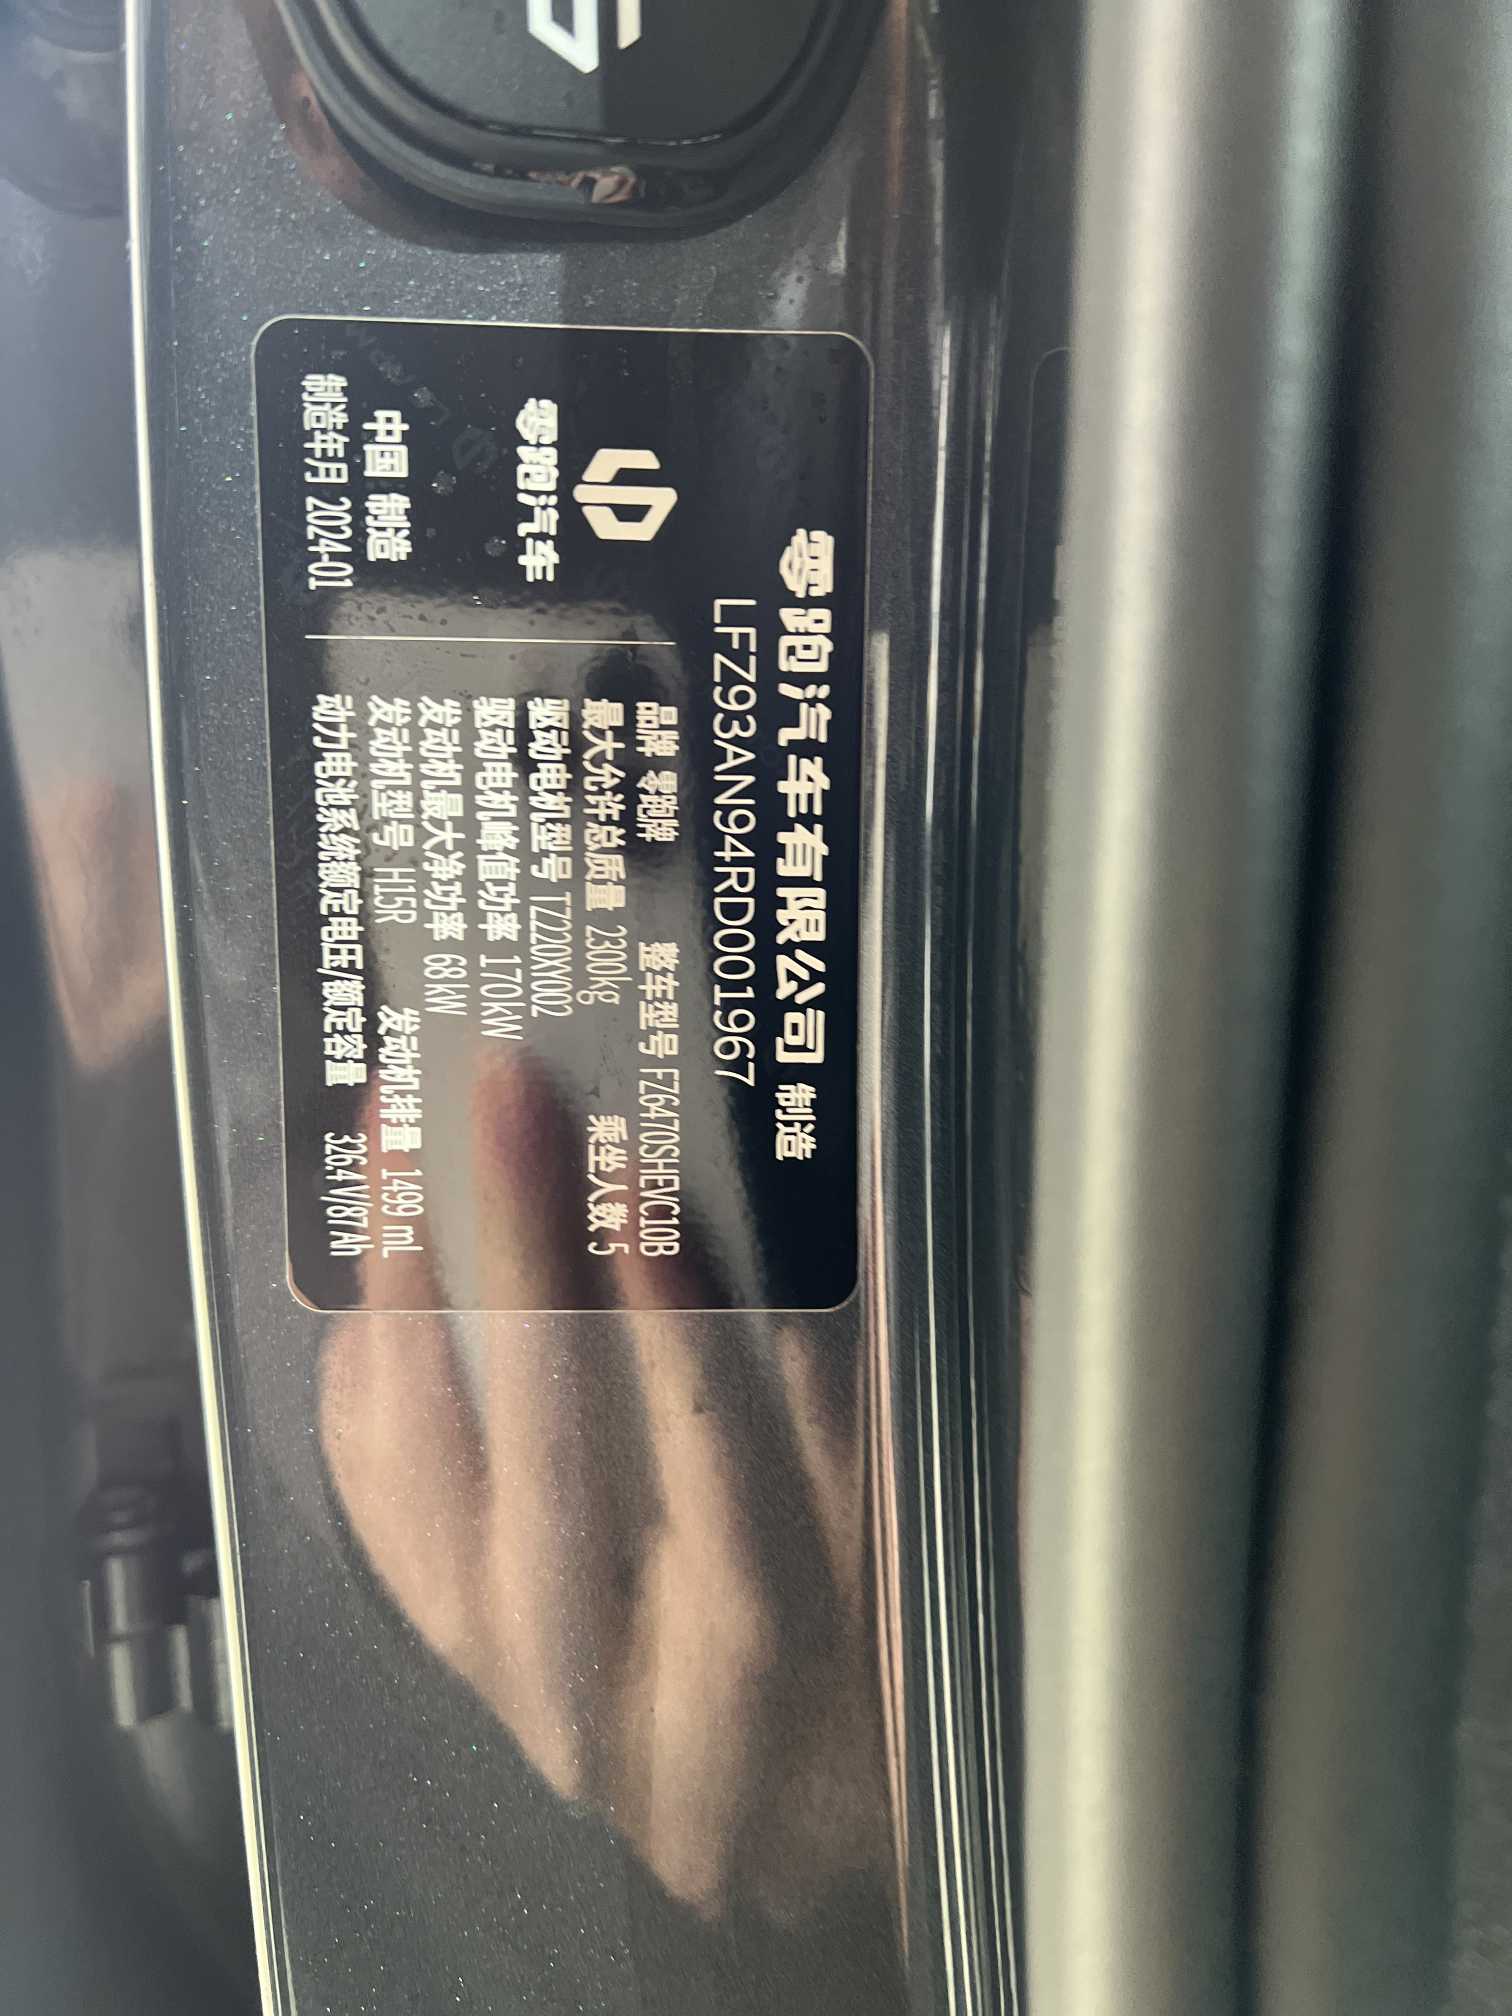 零跑汽车有限公司 制造
LFZ93AN94RD001967
零跑汽车
中国 制造
制造年月 2024-01
品牌 零跑牌 整车型号 FZ6470SHEVC10B
最大允许总质量 2300kg 乘坐人数 5
驱动电机型号 TZ220XY002
驱动电机峰值功率 170kW
发动机最大净功率 68kW
发动机型号 H15R 发动机排量 1499 mL
动力电池系统额定电压/额定容量 326.4V/87Ah